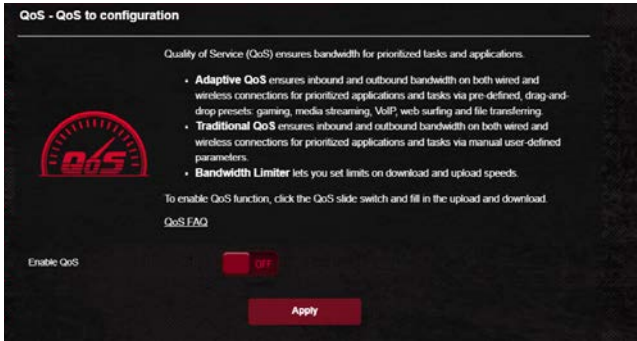 QoS - QoS to configuration
Quality of Service (QoS) ensures bandwidth for prioritized tasks and applications.
• Adaptive QoS ensures inbound and outbound bandwidth on both wired and
wireless connections for prioritized applications and tasks via pre-defined, drag-and-
drop presets: gaming, media streaming, VoIP, web surfing and file transferring.
• Traditional QoS ensures inbound and outbound bandwidth on both wired and
wireless connections for prioritized applications and tasks via manual user-defined
parameters.
• Bandwidth Limiter lets you set limits on download and upload speeds.
QoS
To enable QoS function, click the QoS slide switch and fill in the upload and download.
QoS FAQ
Enable QoS
OFF
Apply